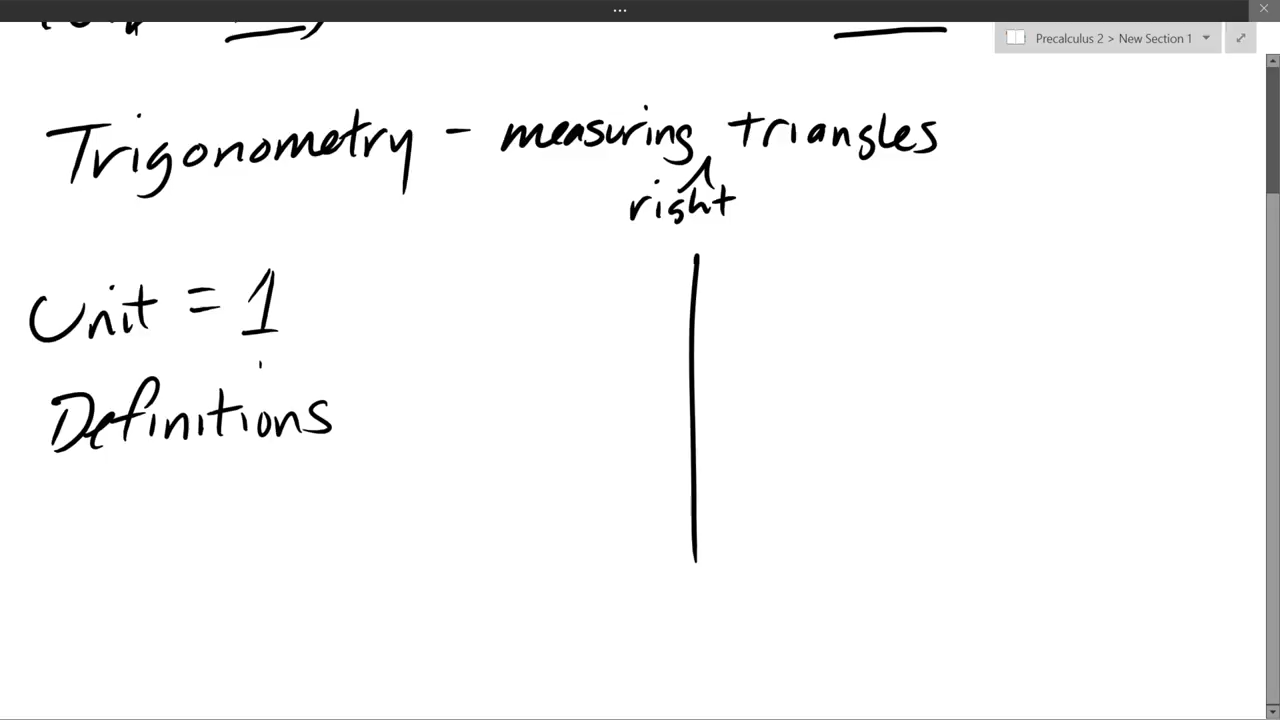 Precalculus 2 > New Section 1
Trigonometry - measuring triangles
right
Unit = 1
Definitions